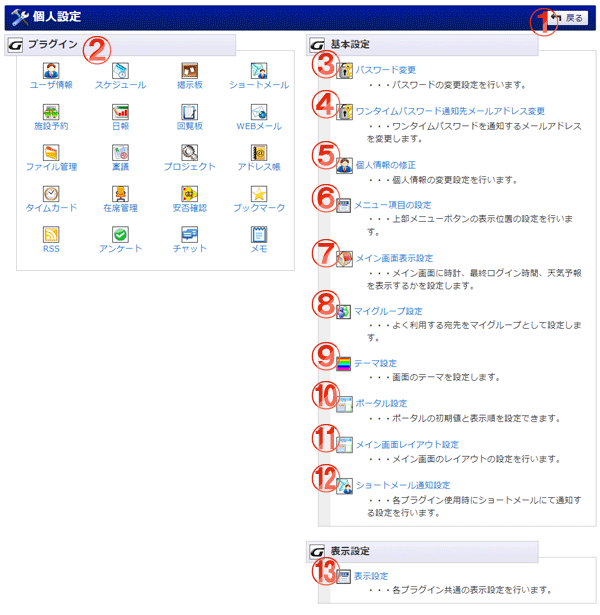 個人設定
① 戻る
プラグイン ②
ユーザ情報 スケジュール 掲示板 ショートメール
施設予約 日報 回覧板 WEBメール
ファイル管理 稟議 プロジェクト アドレス帳
タイムカード 在席管理 安否確認 ブックマーク
RSS アンケート チャット メモ
基本設定
③ パスワード変更
・・・パスワードの変更設定を行います。
④ ワンタイムパスワード通知先メールアドレス変更
・・・ワンタイムパスワードを通知するメールアドレス
を変更します。
⑤ 個人情報の修正
・・・個人情報の変更設定を行います。
⑥ メニュー項目の設定
・・・上部メニューボタンの表示位置の設定を行いま
す。
⑦ メイン画面表示設定
・・・メイン画面に時計、最終ログイン時間、天気予報
を表示するかを設定します。
⑧ マイグループ設定
・・・よく利用する宛先をマイグループとして設定しま
す。
⑨ テーマ設定
・・・画面のテーマを設定します。
⑩ ポータル設定
・・・ポータルの初期値と表示順を設定できます。
⑪ メイン画面レイアウト設定
・・・メイン画面のレイアウトの設定を行います。
⑫ ショートメール通知設定
・・・各プラグイン使用時にショートメールにて通知す
る設定を行います。
表示設定
⑬ 表示設定
・・・各プラグイン共通の表示設定を行います。